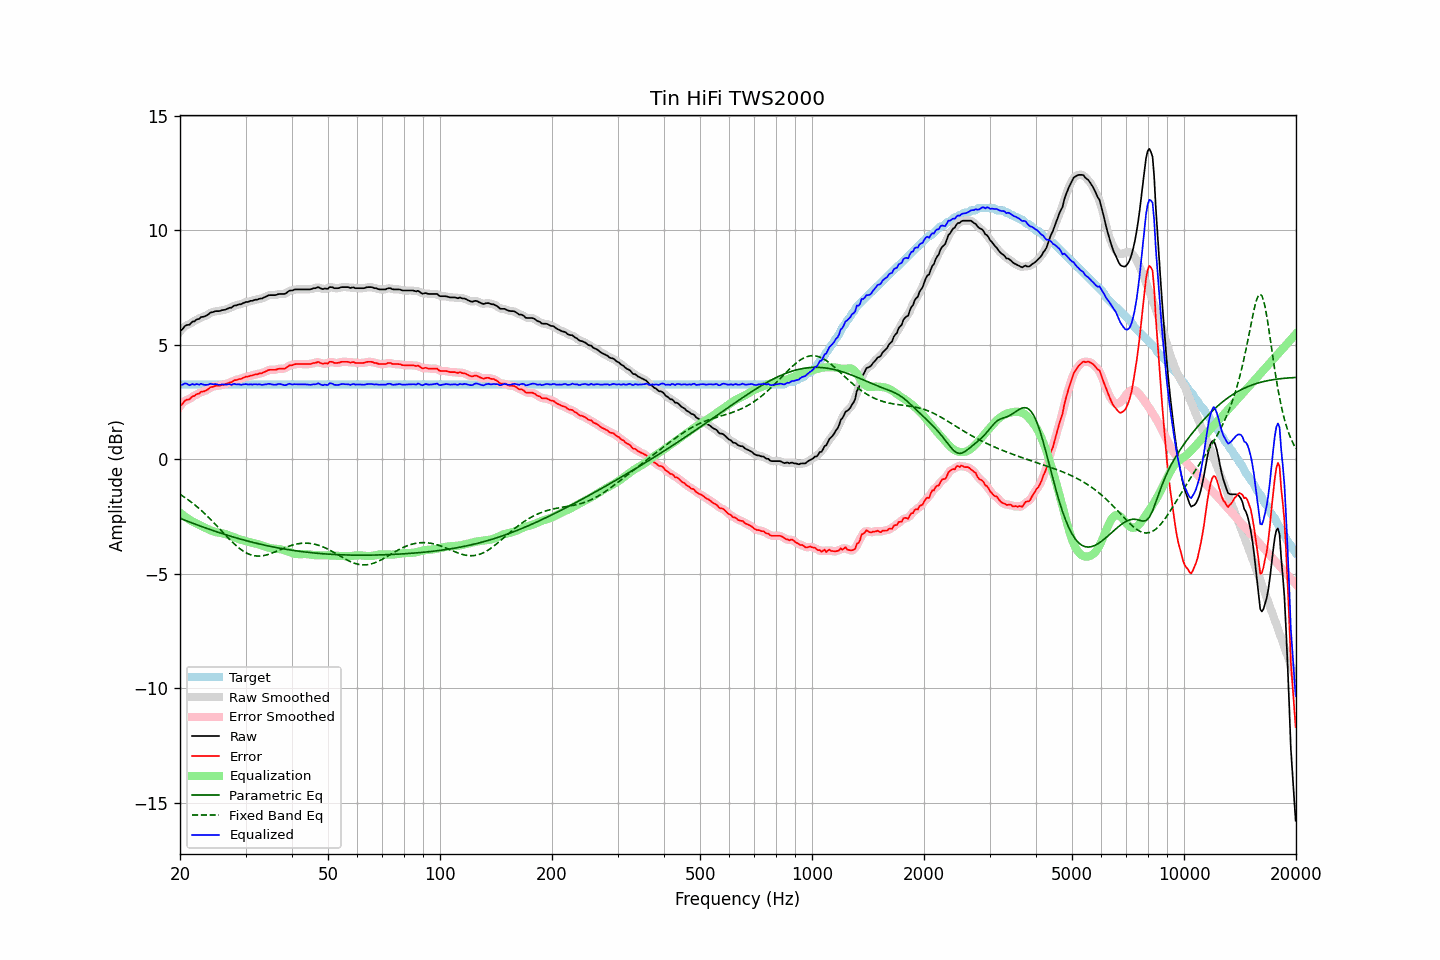 Tin HiFi TWS2000
Amplitude (dBr)
15
10
5
0
−5
−10
−15
Target
Raw Smoothed
Error Smoothed
Raw
Error
Equalization
Parametric Eq
Fixed Band Eq
Equalized
20 50 100 200 500 1000 2000 5000 10000 20000
Frequency (Hz)